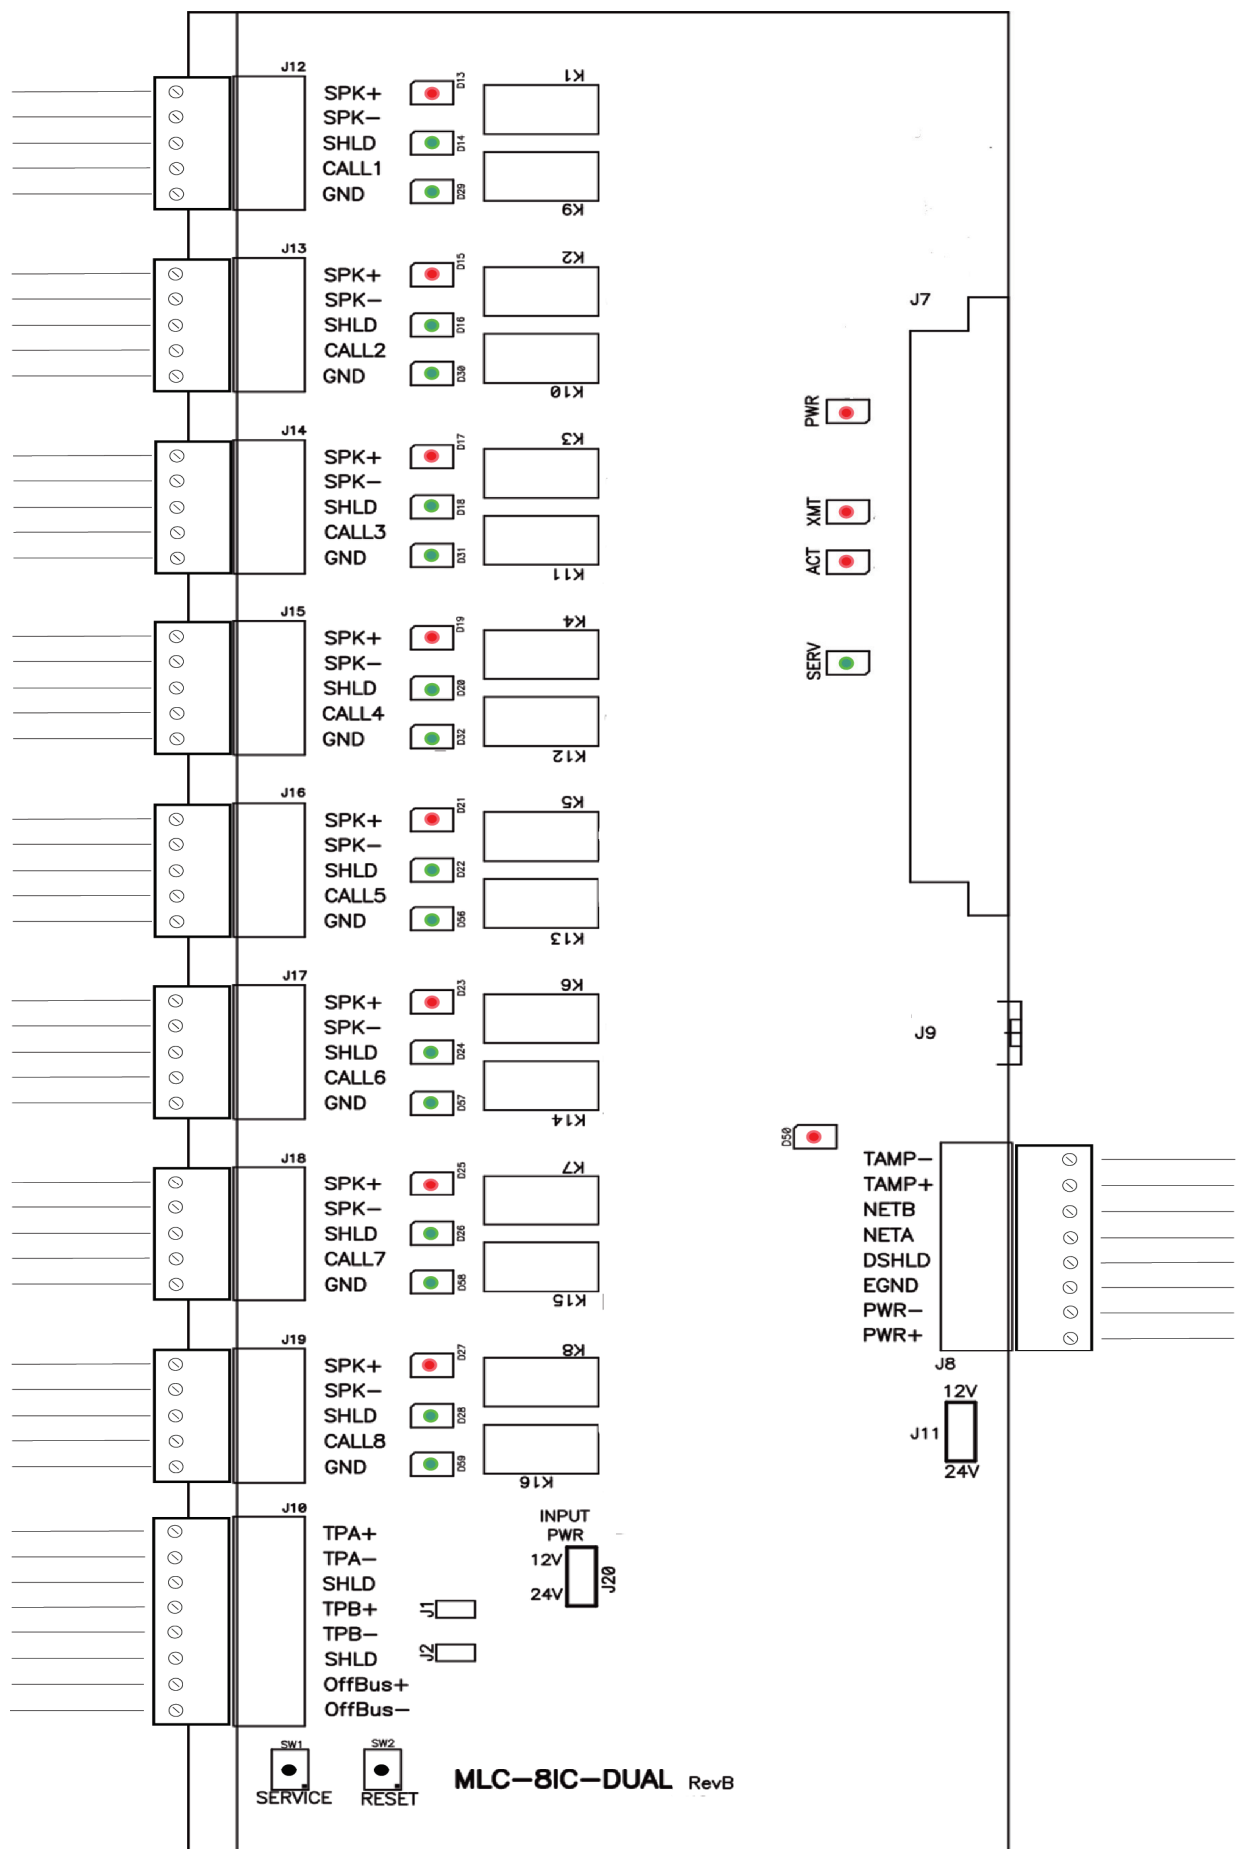 J12
SPK+
SPK-
SHLD
CALL1
GND
D13
D14
D29
K1
K9
J13
SPK+
SPK-
SHLD
CALL2
GND
D15
D16
D30
K2
K10
J14
SPK+
SPK-
SHLD
CALL3
GND
D17
D18
D31
K3
K11
J15
SPK+
SPK-
SHLD
CALL4
GND
D19
D20
D32
K4
K12
J16
SPK+
SPK-
SHLD
CALL5
GND
D21
D22
D56
K5
K13
J17
SPK+
SPK-
SHLD
CALL6
GND
D23
D24
D57
K6
K14
J18
SPK+
SPK-
SHLD
CALL7
GND
D25
D26
D58
K7
K15
J19
SPK+
SPK-
SHLD
CALL8
GND
D27
D28
D59
K8
K16
J10
TPA+
TPA-
SHLD
TPB+
TPB-
SHLD
OffBus+
OffBus-
J1
J2
INPUT
PWR
12V
24V
J20
SW1
SERVICE
SW2
RESET
MLC-8IC-DUAL RevB
J7
PWR
XMT
ACT
SERV
J9
D50
TAMP-
TAMP+
NETB
NETA
DSHLD
EGND
PWR-
PWR+
J8
12V
J11
24V